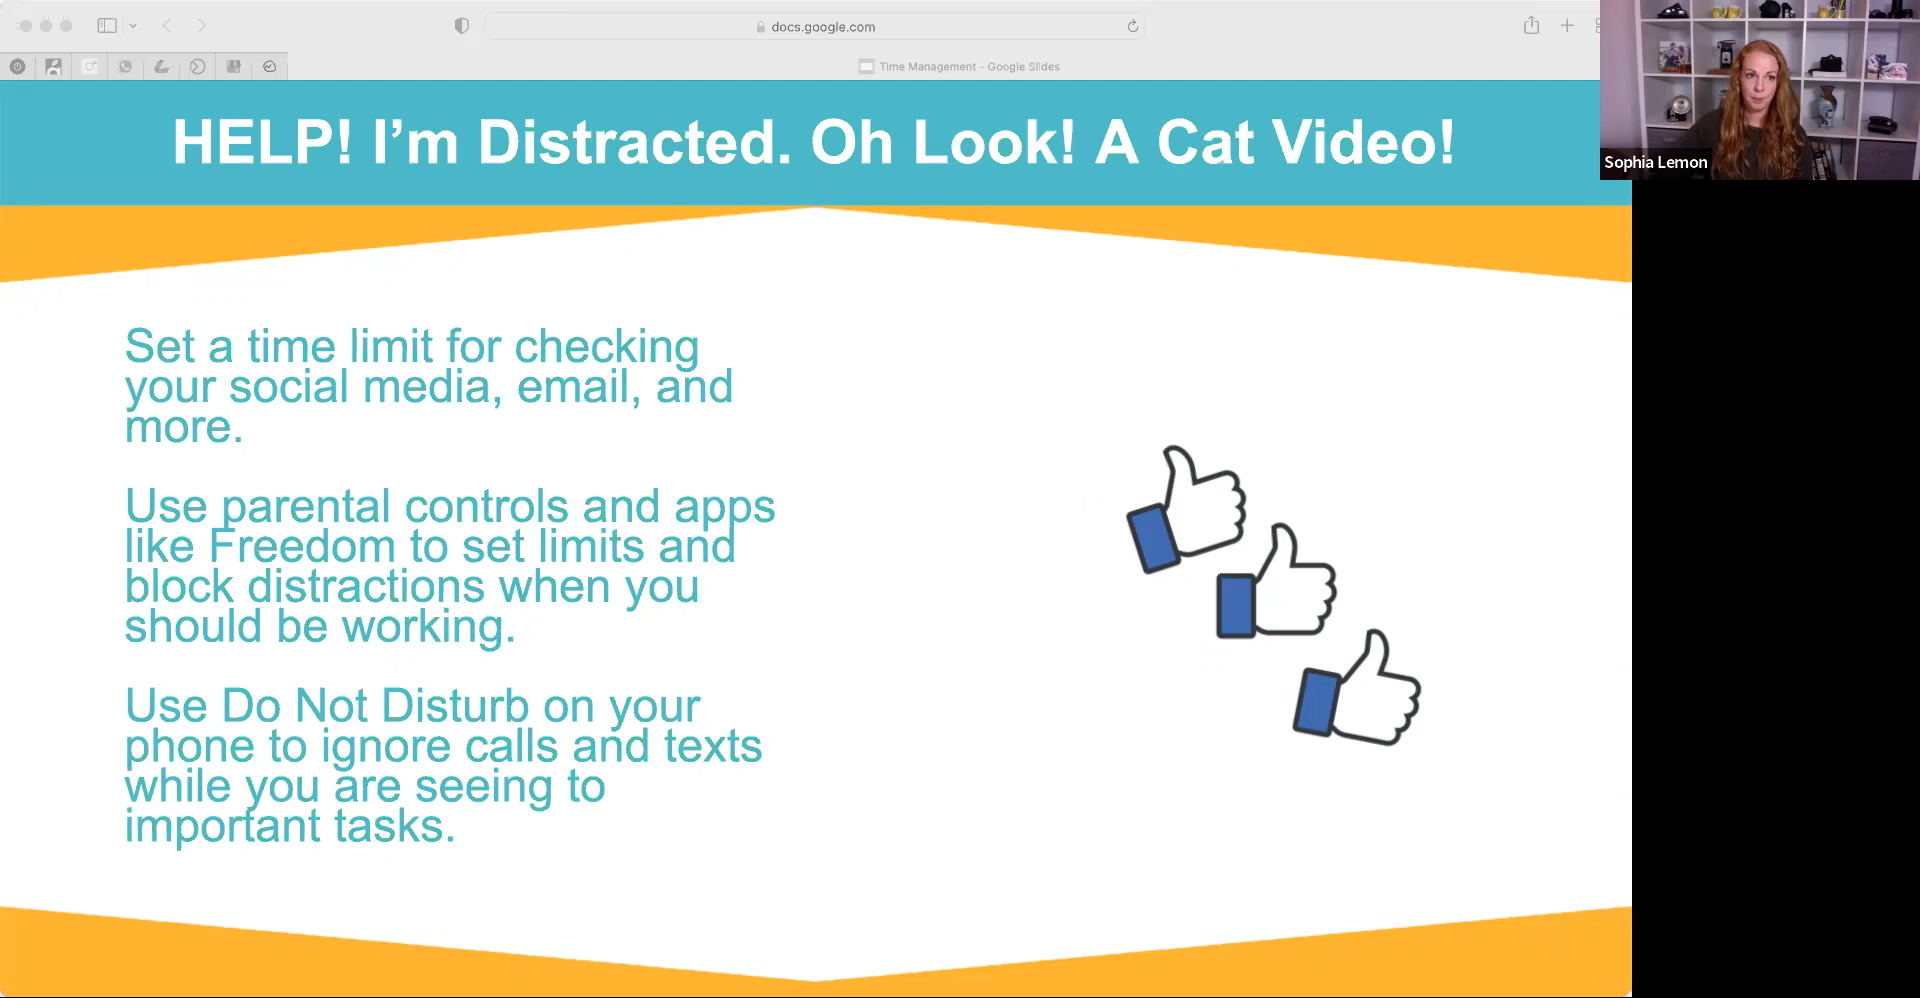 docs.google.com
Time Management - Google Slides
Sophia Lemon
HELP! I’m Distracted. Oh Look! A Cat Video!
Set a time limit for checking
your social media, email, and
more.
Use parental controls and apps
like Freedom to set limits and
block distractions when you
should be working.
Use Do Not Disturb on your
phone to ignore calls and texts
while you are seeing to
important tasks.